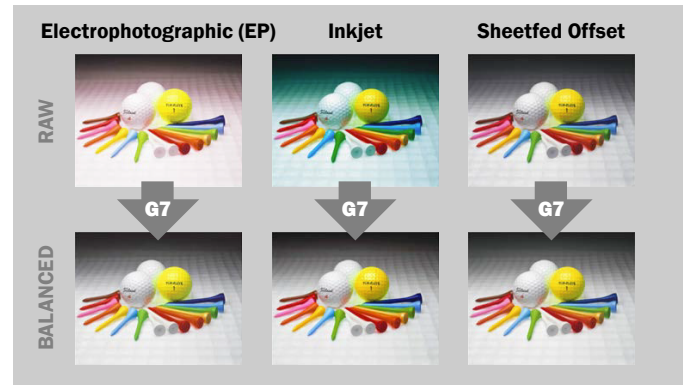 Electrophotographic (EP)
Inkjet
Sheetfed Offset
RAW
G7
G7
G7
BALANCED